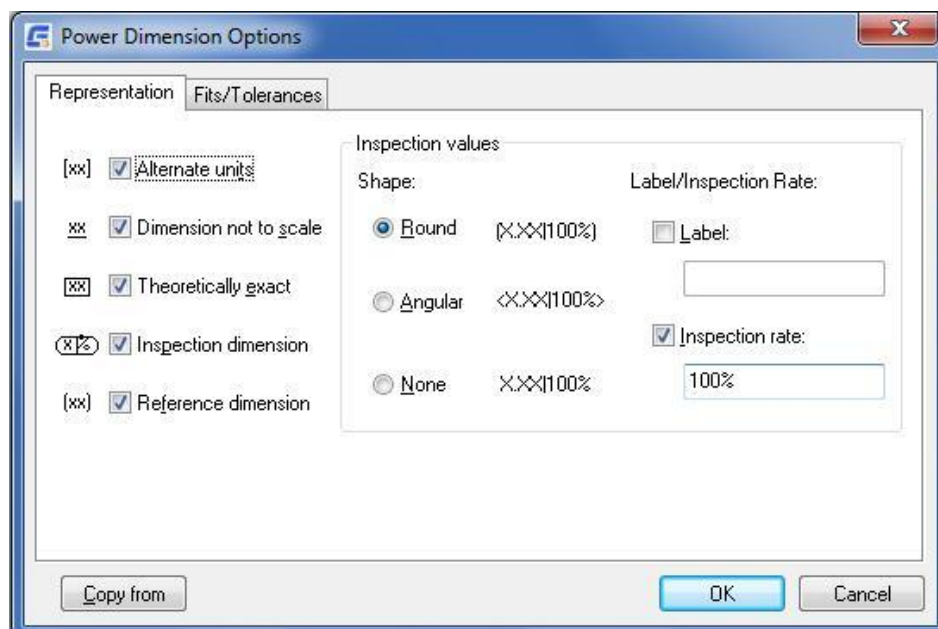 Power Dimension Options
Representation
Fits/Tolerances
[xx] Alternate units
xx Dimension not to scale
xx Theoretically exact
x % Inspection dimension
(xx) Reference dimension
Inspection values
Shape:
Round (X.XX|100%)
Angular <X.XX|100%>
None X.XX|100%
Label/Inspection Rate:
Label:
Inspection rate:
100%
Copy from
OK
Cancel